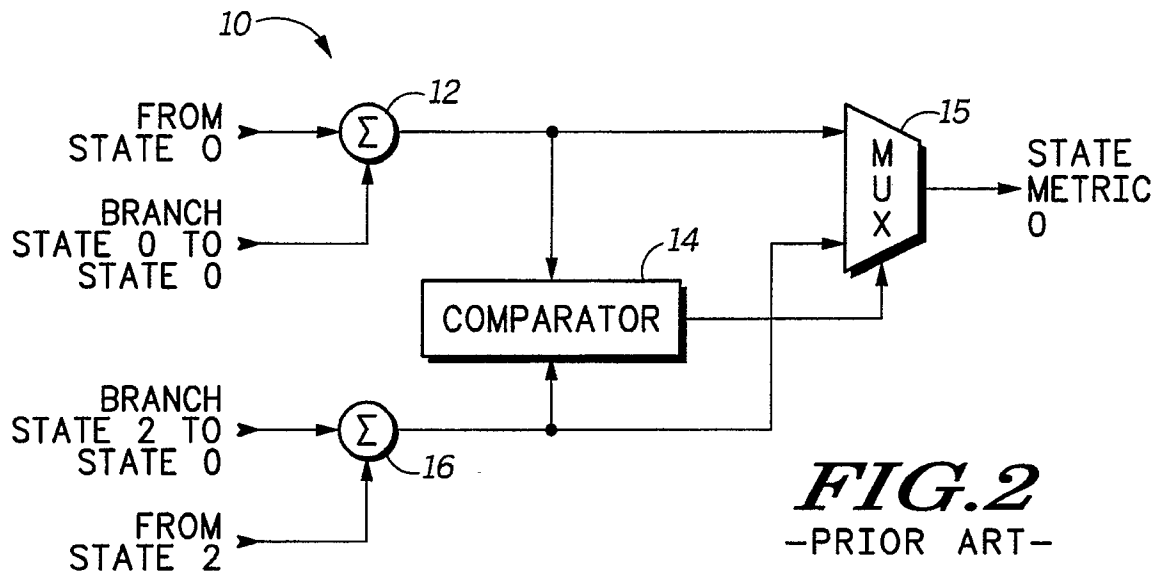 10
FROM
STATE 0
Σ
12
BRANCH
STATE 0 TO
STATE 0
MUX
15
STATE
METRIC
0
14
COMPARATOR
BRANCH
STATE 2 TO
STATE 0
Σ
16
FROM
STATE 2
FIG.2
-PRIOR ART-